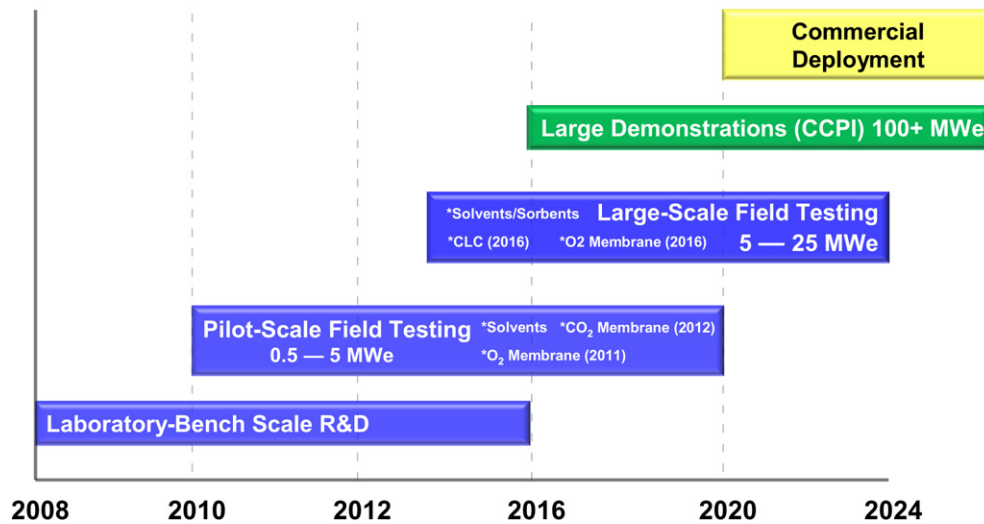 Commercial
Deployment
Large Demonstrations (CCPI) 100+ MWe
*Solvents/Sorbents Large-Scale Field Testing
*CLC (2016) *O2 Membrane (2016) 5 — 25 MWe
Pilot-Scale Field Testing *Solvents *CO₂ Membrane (2012)
0.5 — 5 MWe *O₂ Membrane (2011)
Laboratory-Bench Scale R&D
2008 2010 2012 2016 2020 2024